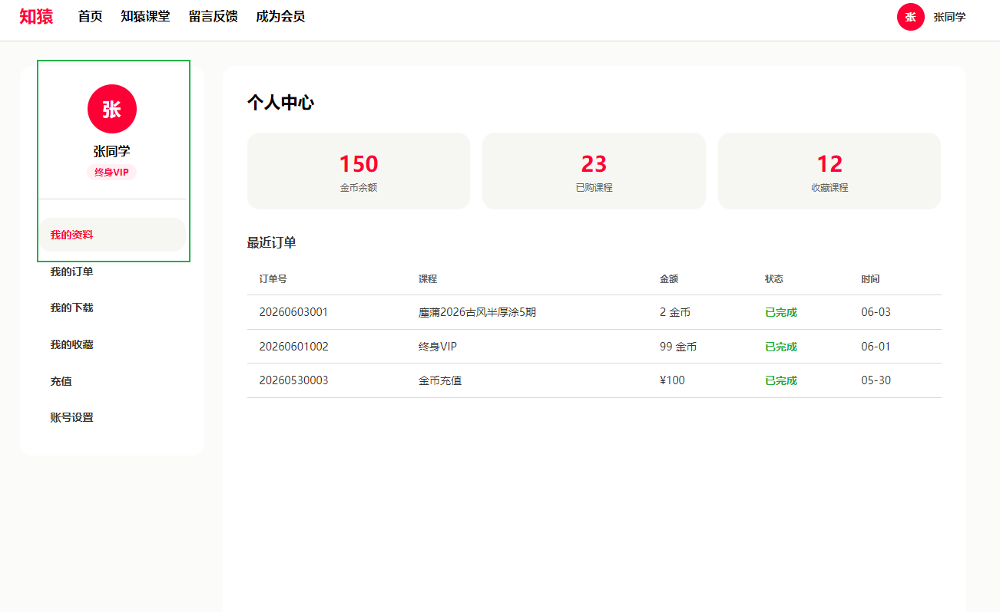 知猿 首页 知猿课堂 留言反馈 成为会员 张 张同学
张
张同学
终身VIP
我的资料
我的订单
我的下载
我的收藏
充值
账号设置
个人中心
150
金币余额
23
已购课程
12
收藏课程
最近订单
订单号 课程 金额 状态 时间
20260603001 塵蒲2026古风半厚涂5期 2 金币 已完成 06-03
20260601002 终身VIP 99 金币 已完成 06-01
20260530003 金币充值 ¥100 已完成 05-30